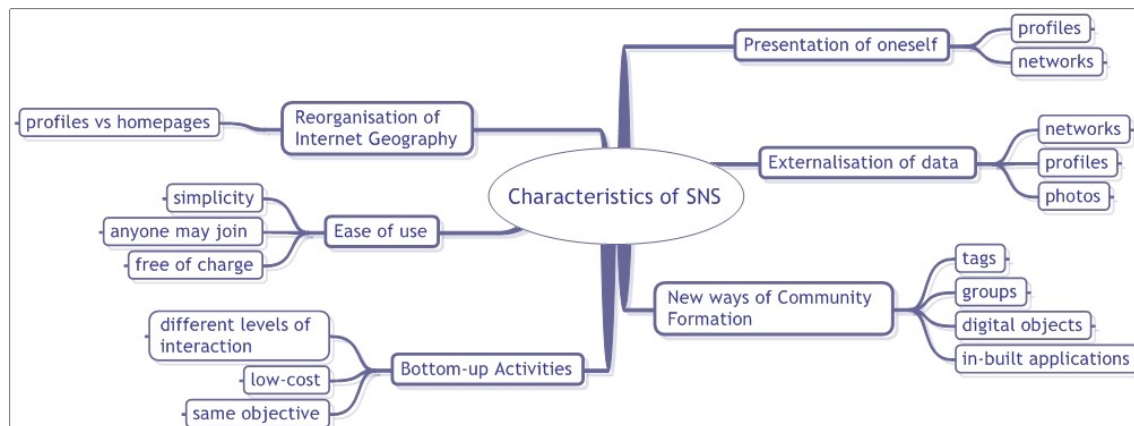 Characteristics of SNS
Presentation of oneself
profiles
networks
Externalisation of data
networks
profiles
photos
New ways of Community
Formation
tags
groups
digital objects
in-built applications
Reorganisation of
Internet Geography
profiles vs homepages
Ease of use
simplicity
anyone may join
free of charge
Bottom-up Activities
different levels of
interaction
low-cost
same objective